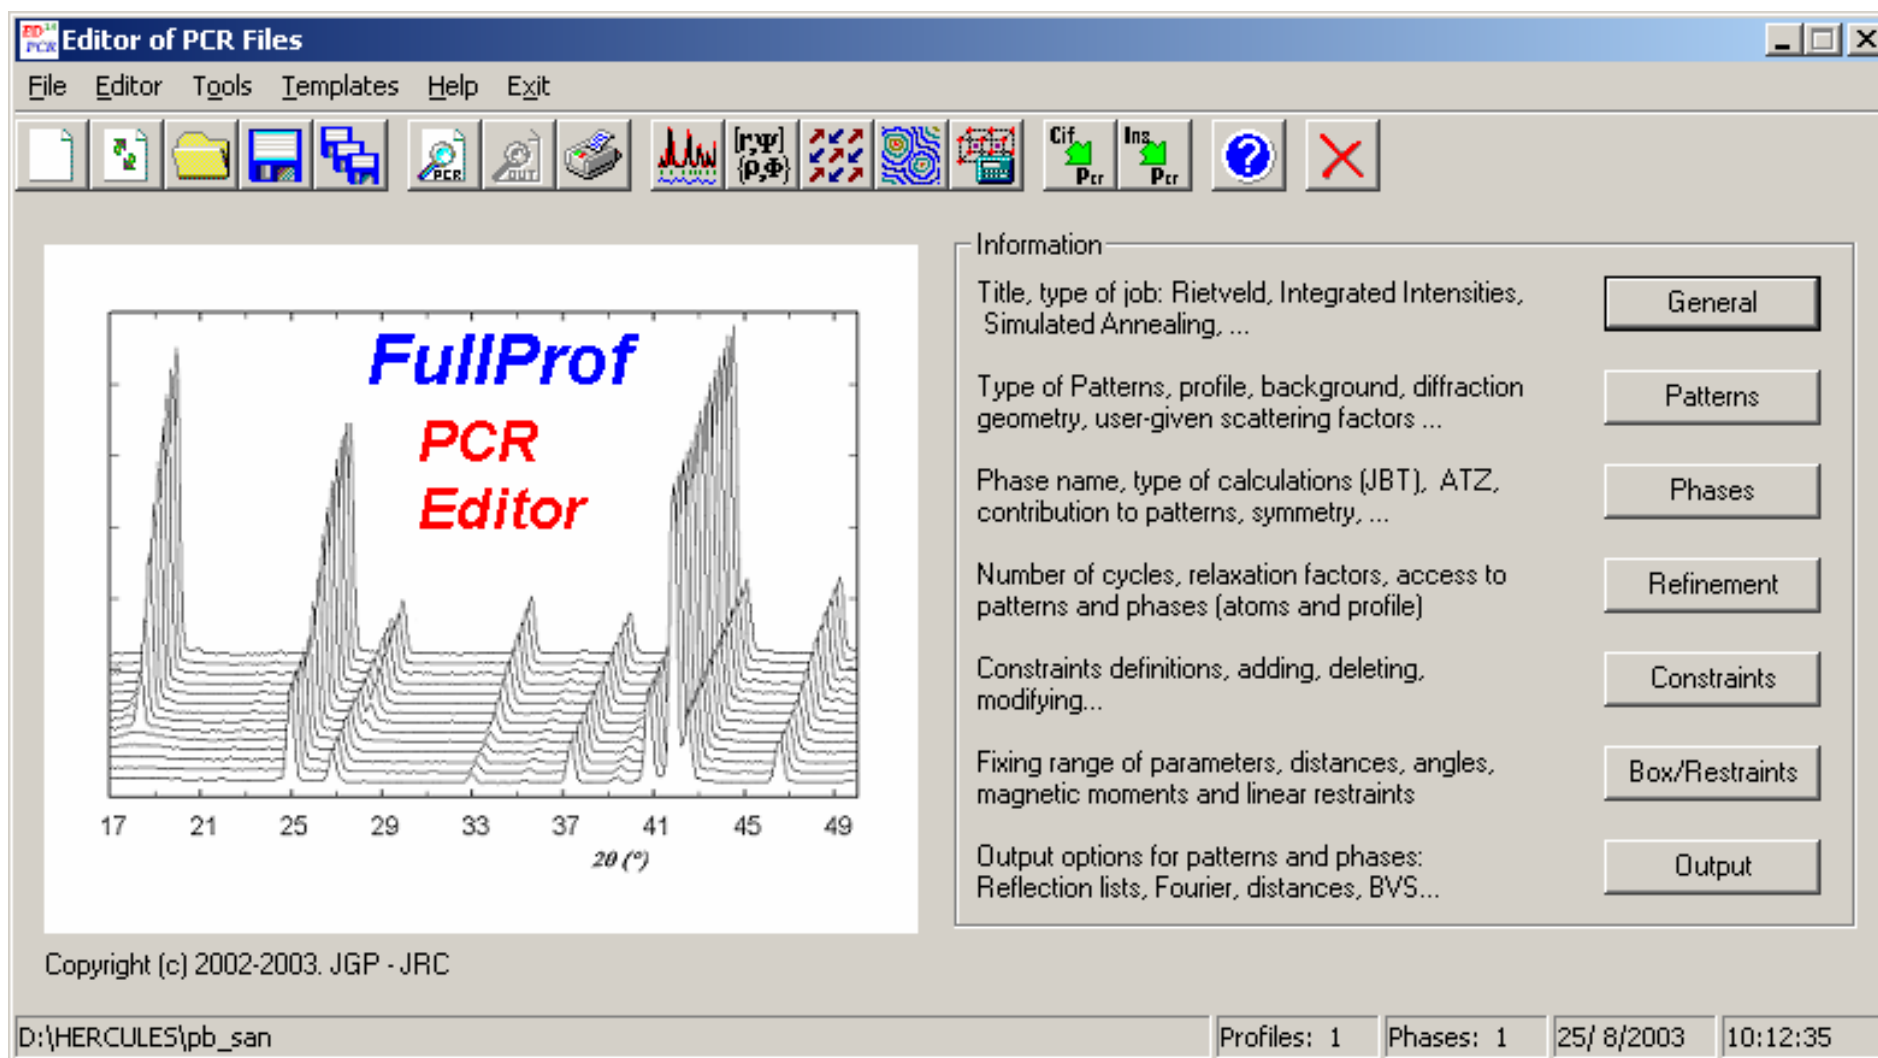 Editor of PCR Files
File Editor Tools Templates Help Exit
PCR
OUT
[r,Ψ]
{ρ,Φ}
Cif
Pcr
Ins
Pcr
FullProf
PCR
Editor
17 21 25 29 33 37 41 45 49
2θ (°)
Information
Title, type of job: Rietveld, Integrated Intensities,
Simulated Annealing, ...
General
Type of Patterns, profile, background, diffraction
geometry, user-given scattering factors ...
Patterns
Phase name, type of calculations (JBT), ATZ,
contribution to patterns, symmetry, ...
Phases
Number of cycles, relaxation factors, access to
patterns and phases (atoms and profile)
Refinement
Constraints definitions, adding, deleting,
modifying...
Constraints
Fixing range of parameters, distances, angles,
magnetic moments and linear restraints
Box/Restraints
Output options for patterns and phases:
Reflection lists, Fourier, distances, BVS...
Output
Copyright (c) 2002-2003. JGP - JRC
D:\HERCULES\pb_san
Profiles: 1
Phases: 1
25/ 8/2003
10:12:35